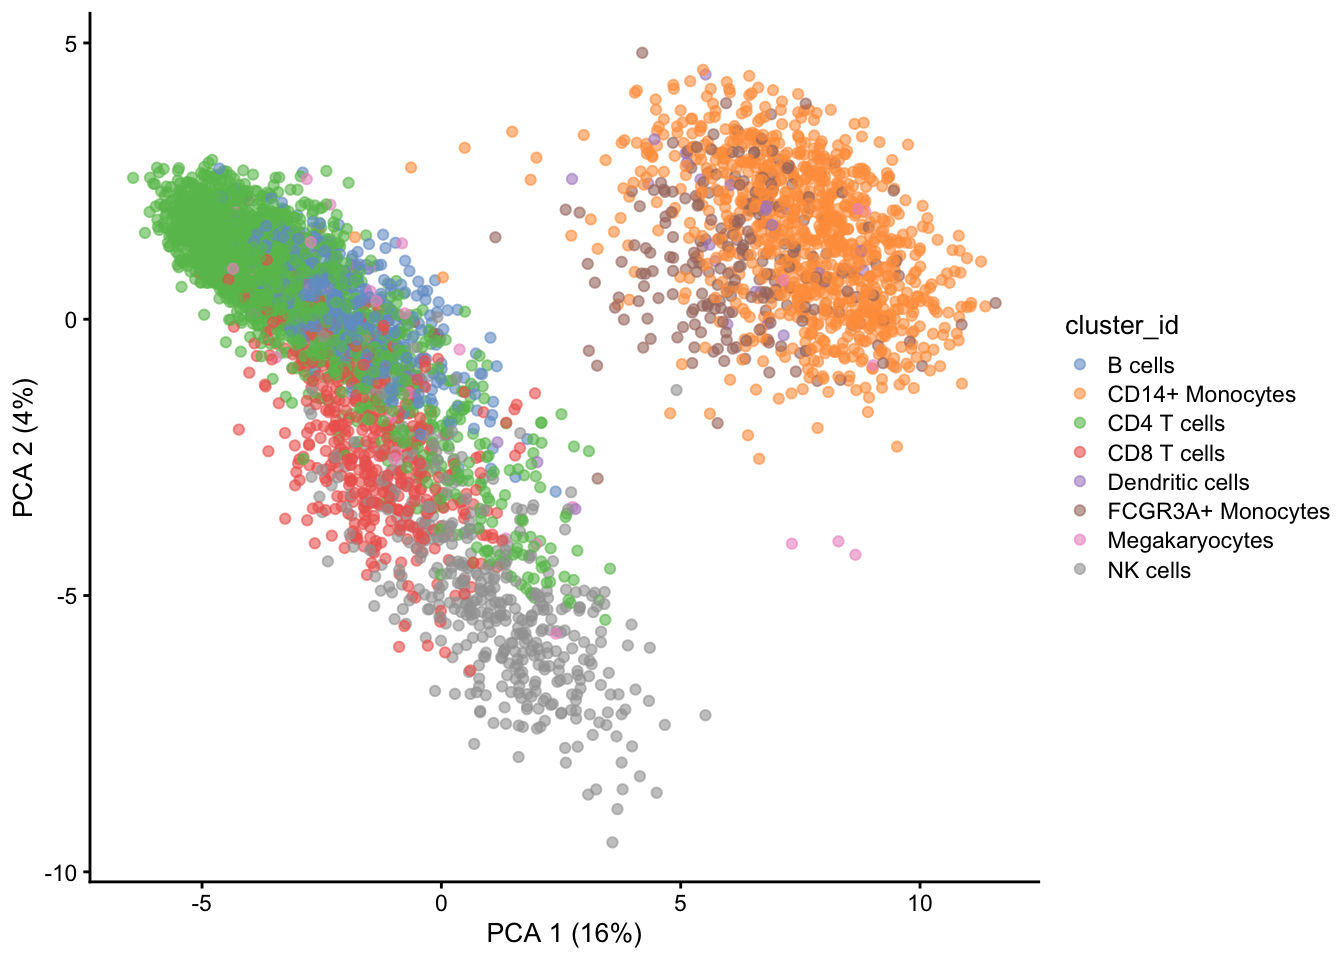 5
0
-5
-10
-5
0
5
10
PCA 1 (16%)
PCA 2 (4%)
cluster_id
B cells
CD14+ Monocytes
CD4 T cells
CD8 T cells
Dendritic cells
FCGR3A+ Monocytes
Megakaryocytes
NK cells